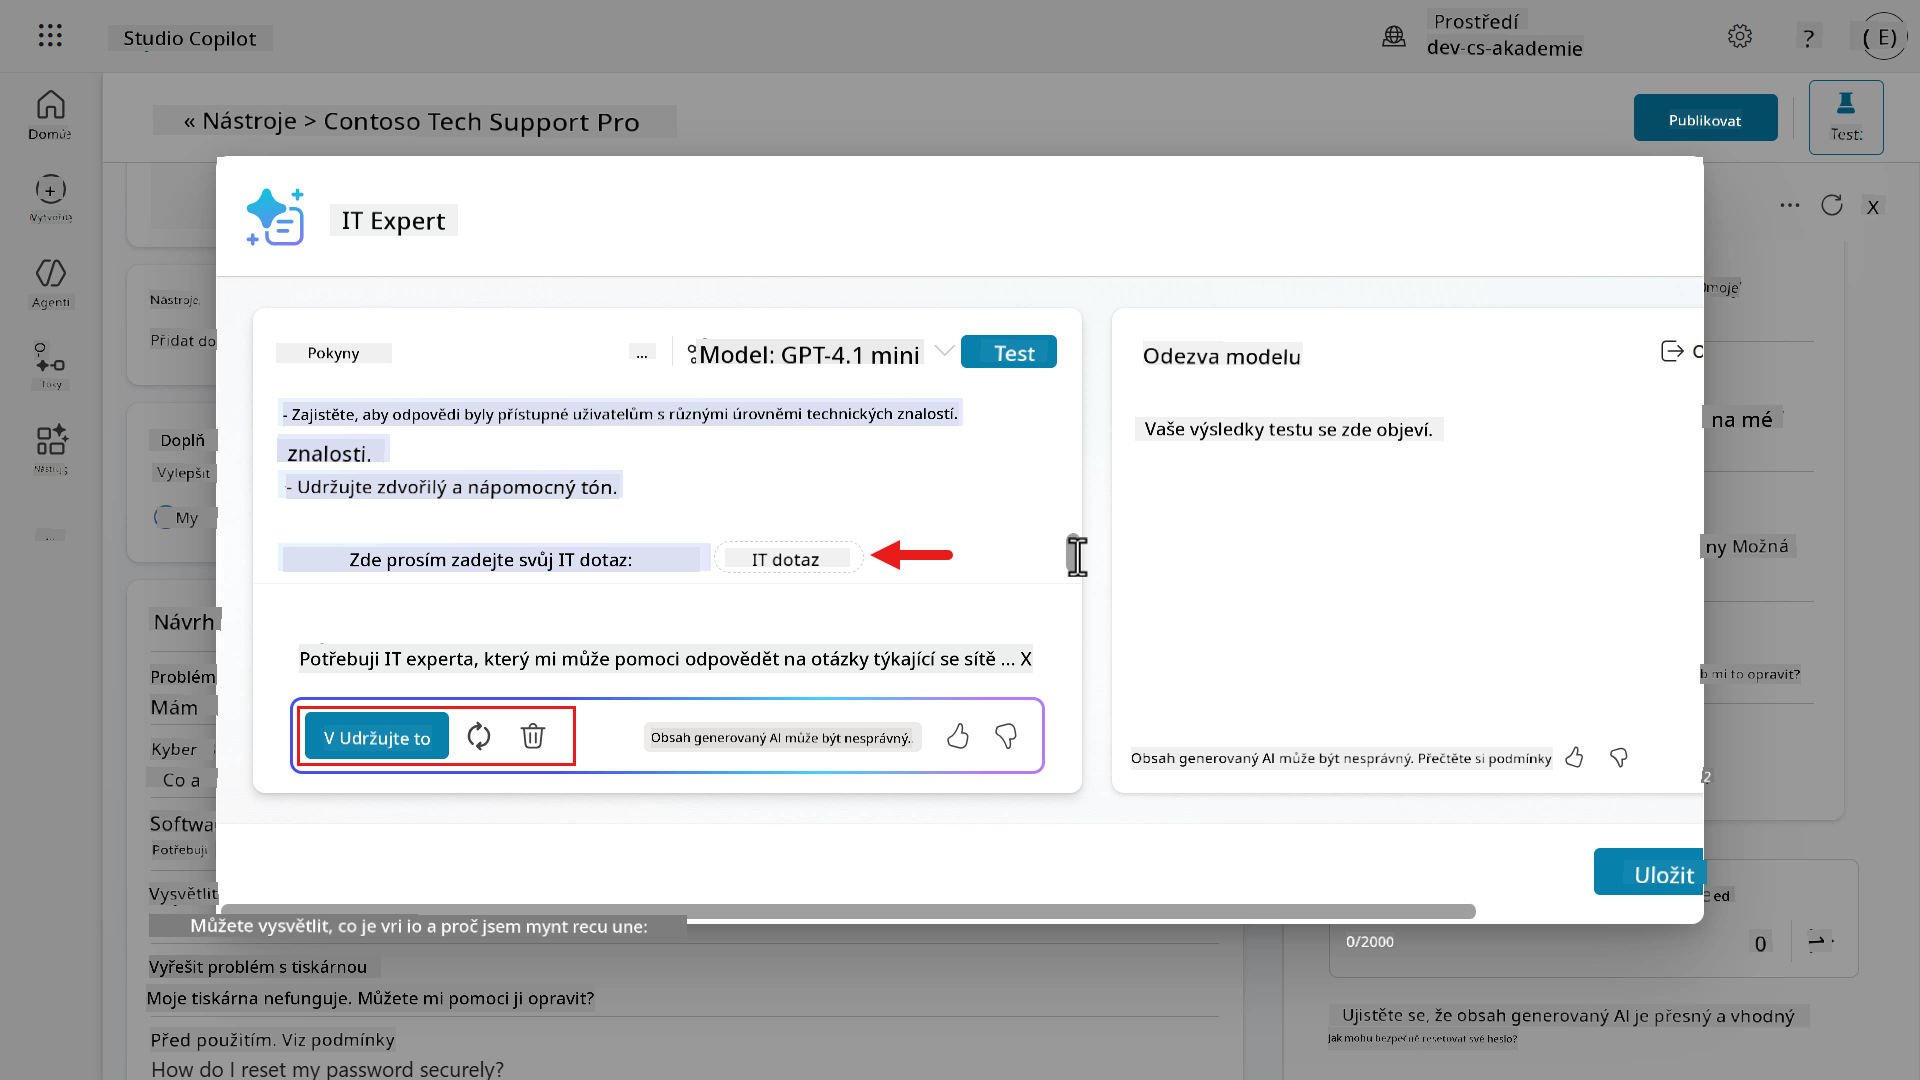 Studio Copilot
Prostředí
dev-cs-akademie
?
( E)
« Nástroje > Contoso Tech Support Pro
Publikovat
Test:
Agenti
Nástroje
Přidat do
Doplň
Vylepšit
My
Návrh
Problém
Mám
Kyber
Co a
Softwa
Potřebuji
Vysvětlit
IT Expert
Pokyny
...
Model: GPT-4.1 mini
Test
- Zajistěte, aby odpovědi byly přístupné uživatelům s různými úrovněmi technických znalostí.
znalosti.
- Udržujte zdvořilý a nápomocný tón.
Zde prosím zadejte svůj IT dotaz:
IT dotaz
Potřebuji IT experta, který mi může pomoci odpovědět na otázky týkající se sítě ... X
V Udržujte to
Obsah generovaný AI může být nesprávný.
Odezva modelu
Vaše výsledky testu se zde objeví.
Obsah generovaný AI může být nesprávný. Přečtěte si podmínky
Uložit
X
na mé
ny Možná
mi to opravit?
ed
Můžete vysvětlit, co je vri io a proč jsem mynt recu une:
Vyřešit problém s tiskárnou
Moje tiskárna nefunguje. Můžete mi pomoci ji opravit?
Před použitím. Viz podmínky
How do I reset my password securely?
0/2000
0
Ujistěte se, že obsah generovaný AI je přesný a vhodný
Jak mohu bezpečně resetovat své heslo?